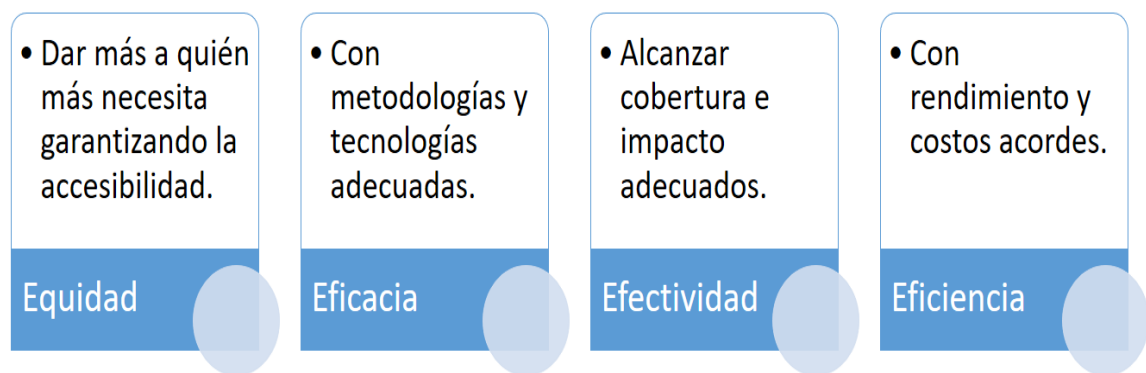 • Dar más a quién
más necesita
garantizando la
accesibilidad.
Equidad
• Con
metodologías y
tecnologías
adecuadas.
Eficacia
• Alcanzar
cobertura e
impacto
adecuados.
Efectividad
• Con
rendimiento y
costos acordes.
Eficiencia